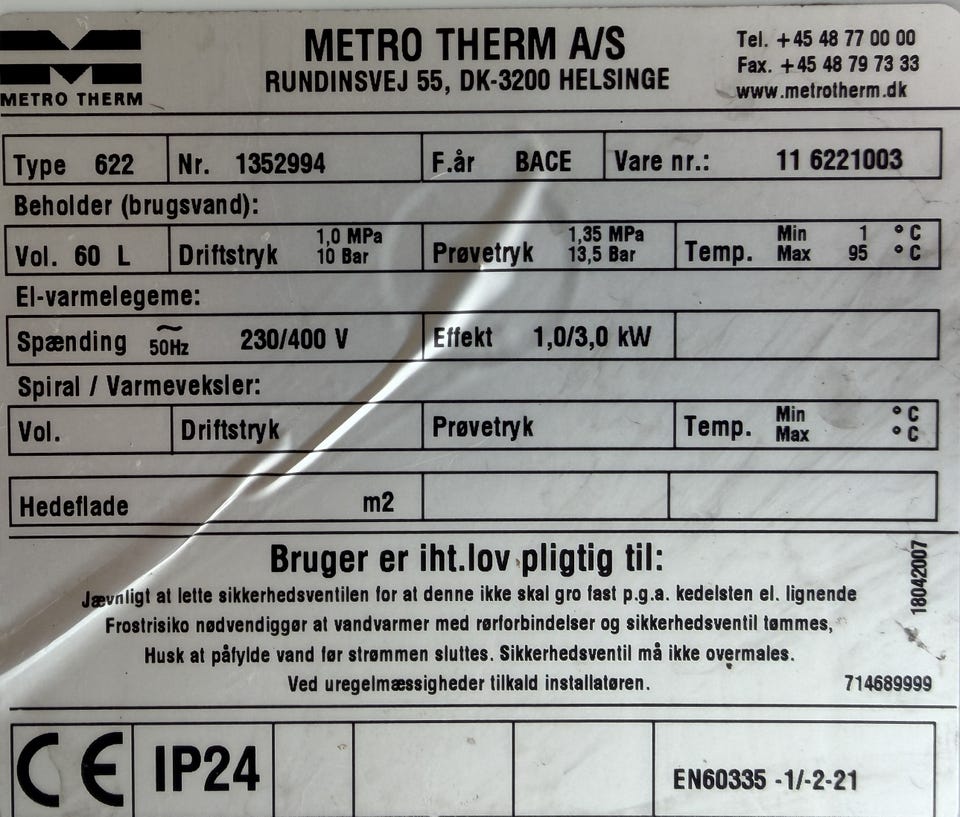 METRO THERM
METRO THERM A/S
RUNDINSVEJ 55, DK-3200 HELSINGE
Tel. +45 48 77 00 00
Fax. +45 48 79 73 33
www.metrotherm.dk
Type 622 Nr. 1352994 F.år BACE Vare nr.: 11 6221003
Beholder (brugsvand):
Vol. 60 L Driftstryk 1,0 MPa 10 Bar Prøvetryk 1,35 MPa 13,5 Bar Temp. Min 1 °C Max 95 °C
El-varmelegeme:
Spænding 50Hz 230/400 V Effekt 1,0/3,0 kW
Spiral / Varmeveksler:
Vol. Driftstryk Prøvetryk Temp. Min °C Max °C
Hedeflade m2
Bruger er iht.lov pligtig til:
Jævnligt at lette sikkerhedsventilen for at denne ikke skal gro fast p.g.a. kedelsten el. lignende
Frostrisiko nødvendiggør at vandvarmer med rørforbindelser og sikkerhedsventil tømmes,
Husk at påfylde vand før strømmen sluttes. Sikkerhedsventil må ikke overmales.
Ved uregelmæssigheder tilkald installatøren.
714689999
18042007
CE IP24 EN60335 -1/-2-21